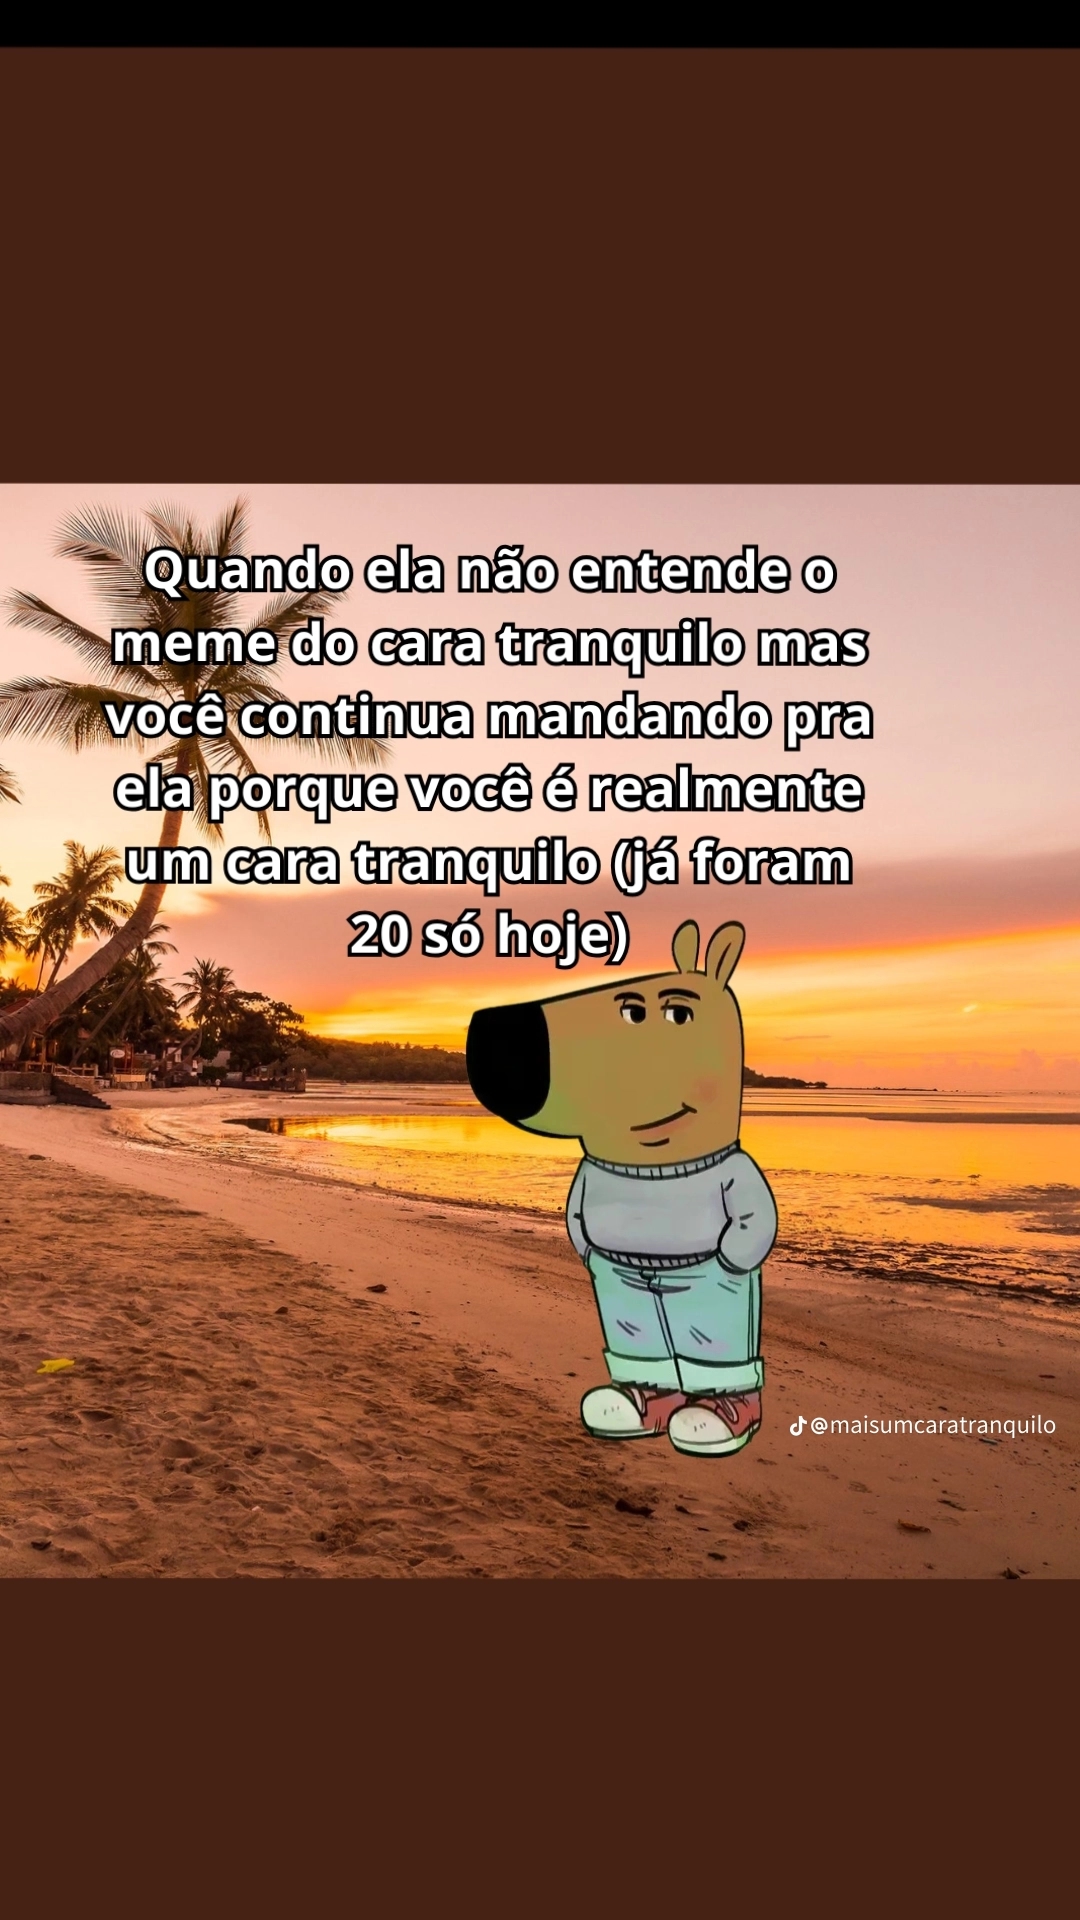 Quando ela não entende o
meme do cara tranquilo mas
você continua mandando pra
ela porque você é realmente
um cara tranquilo (já foram
20 só hoje)
@maisumcaratranquilo